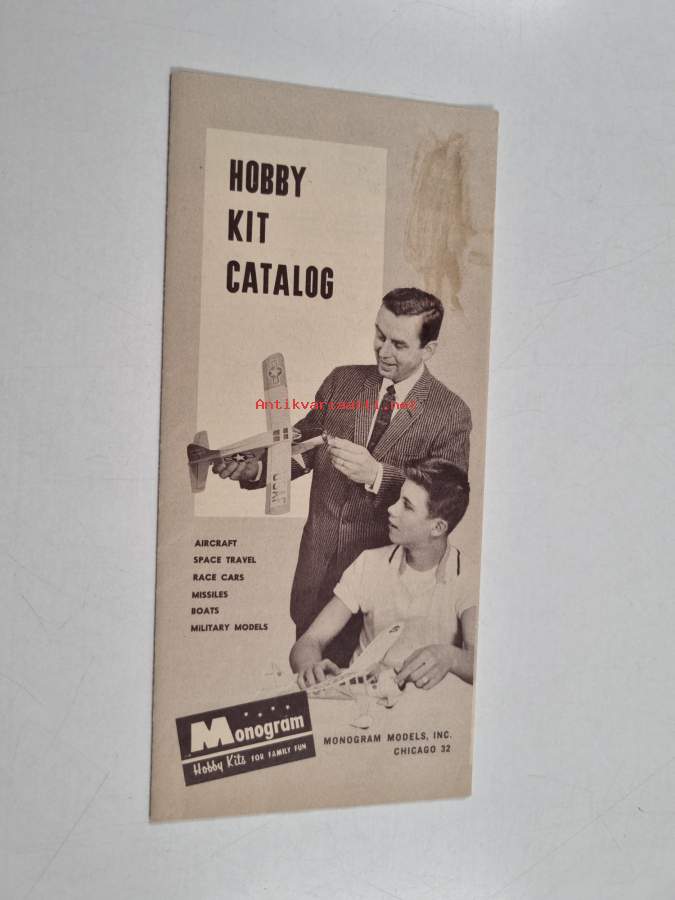 HOBBY
KIT
CATALOG
Antikvariaatti.net
AIRCRAFT
SPACE TRAVEL
RACE CARS
MISSILES
BOATS
MILITARY MODELS
Monogram
Hobby Kits FOR FAMILY FUN
MONOGRAM MODELS, INC.
CHICAGO 32